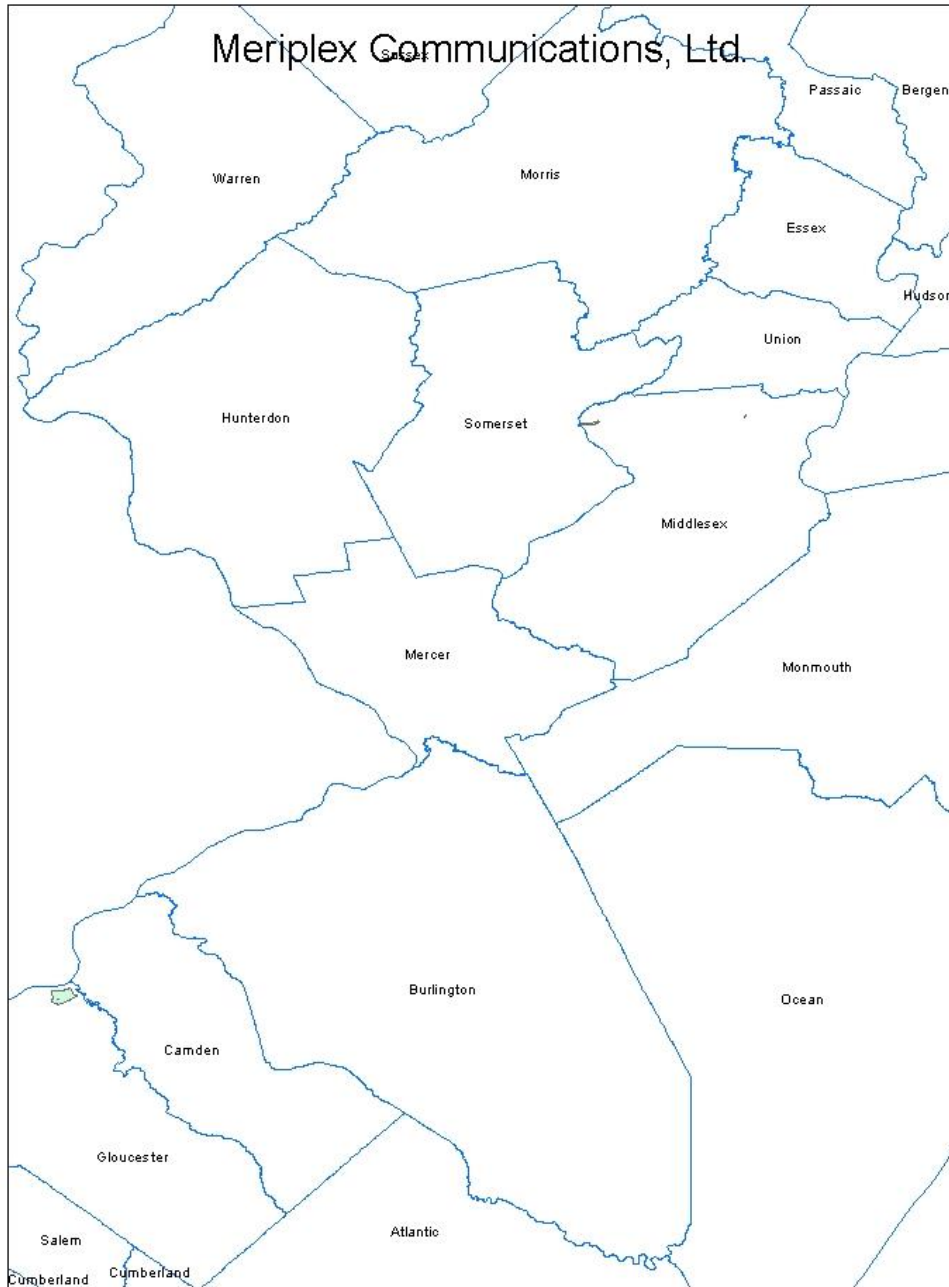 Meriplex Communications, Ltd.
Sussex
Passaic
Bergen
Warren
Morris
Essex
Hudson
Union
Hunterdon
Somerset
Middlesex
Mercer
Monmouth
Burlington
Ocean
Camden
Gloucester
Atlantic
Salem
Cumberland
Cumberland